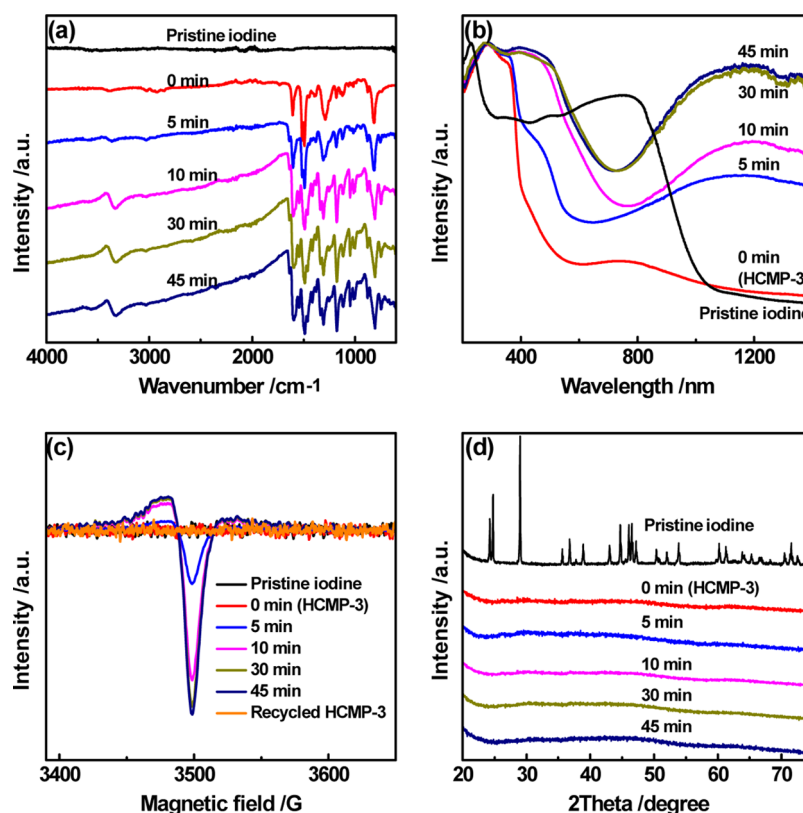 (a)
Pristine iodine
0 min
5 min
10 min
30 min
45 min
Intensity /a.u.
4000 3000 2000 1000
Wavenumber /cm-1
(b)
45 min
30 min
10 min
5 min
0 min
(HCMP-3)
Pristine iodine
Intensity /a.u.
400 800 1200
Wavelength /nm
(c)
Pristine iodine
0 min (HCMP-3)
5 min
10 min
30 min
45 min
Recycled HCMP-3
Intensity /a.u.
3400 3500 3600
Magnetic field /G
(d)
Pristine iodine
0 min (HCMP-3)
5 min
10 min
30 min
45 min
Intensity /a.u.
20 30 40 50 60 70
2Theta /degree